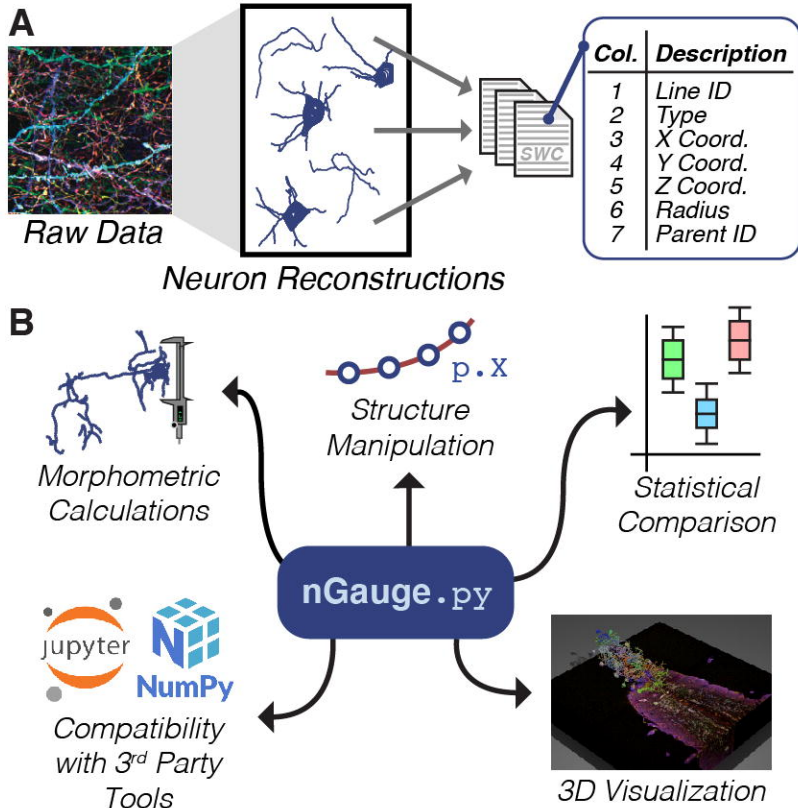 A
Raw Data
Neuron Reconstructions
SWC
Col. Description
1 Line ID
2 Type
3 X Coord.
4 Y Coord.
5 Z Coord.
6 Radius
7 Parent ID
B
Morphometric
Calculations
p.X
Structure
Manipulation
Statistical
Comparison
nGauge.py
jupyter
NumPy
Compatibility
with 3rd Party
Tools
3D Visualization